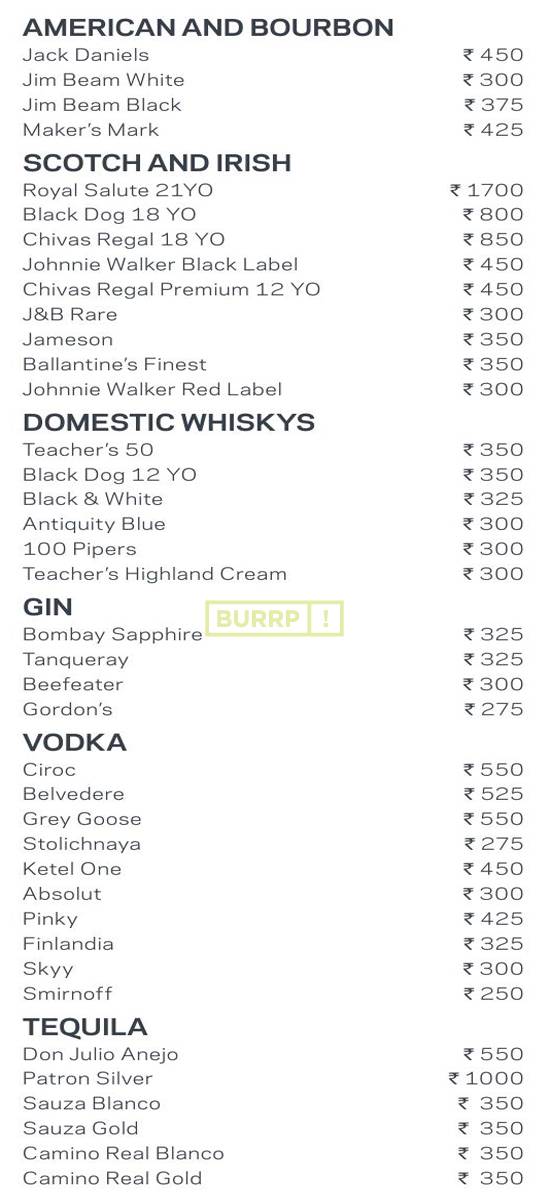 AMERICAN AND BOURBON
Jack Daniels ₹ 450
Jim Beam White ₹ 300
Jim Beam Black ₹ 375
Maker's Mark ₹ 425
SCOTCH AND IRISH
Royal Salute 21YO ₹ 1700
Black Dog 18 YO ₹ 800
Chivas Regal 18 YO ₹ 850
Johnnie Walker Black Label ₹ 450
Chivas Regal Premium 12 YO ₹ 450
J&B Rare ₹ 300
Jameson ₹ 350
Ballantine's Finest ₹ 350
Johnnie Walker Red Label ₹ 300
DOMESTIC WHISKYS
Teacher's 50 ₹ 350
Black Dog 12 YO ₹ 350
Black & White ₹ 325
Antiquity Blue ₹ 300
100 Pipers ₹ 300
Teacher's Highland Cream ₹ 300
GIN
BURRP !
Bombay Sapphire ₹ 325
Tanqueray ₹ 325
Beefeater ₹ 300
Gordon's ₹ 275
VODKA
Ciroc ₹ 550
Belvedere ₹ 525
Grey Goose ₹ 550
Stolichnaya ₹ 275
Ketel One ₹ 450
Absolut ₹ 300
Pinky ₹ 425
Finlandia ₹ 325
Skyy ₹ 300
Smirnoff ₹ 250
TEQUILA
Don Julio Anejo ₹ 550
Patron Silver ₹ 1000
Sauza Blanco ₹ 350
Sauza Gold ₹ 350
Camino Real Blanco ₹ 350
Camino Real Gold ₹ 350